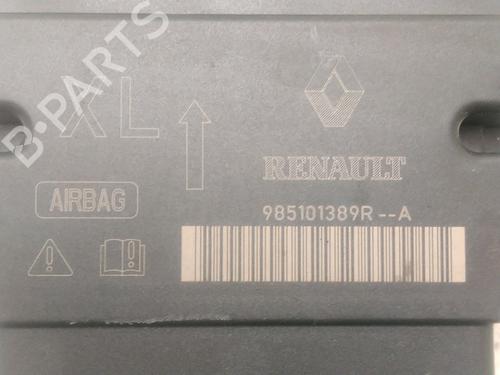 B-PARTS
XL
RENAULT
AIRBAG
985101389R--A